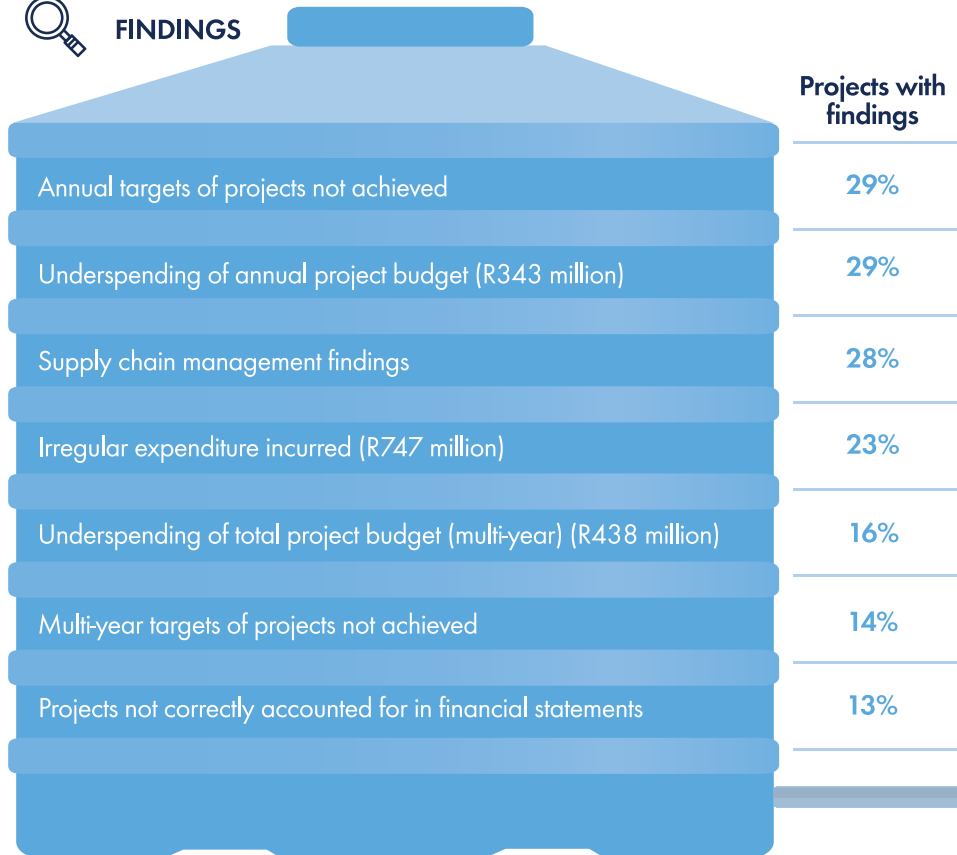 FINDINGS
Projects with
findings
Annual targets of projects not achieved
29%
Underspending of annual project budget (R343 million)
29%
Supply chain management findings
28%
Irregular expenditure incurred (R747 million)
23%
Underspending of total project budget (multi-year) (R438 million)
16%
Multi-year targets of projects not achieved
14%
Projects not correctly accounted for in financial statements
13%